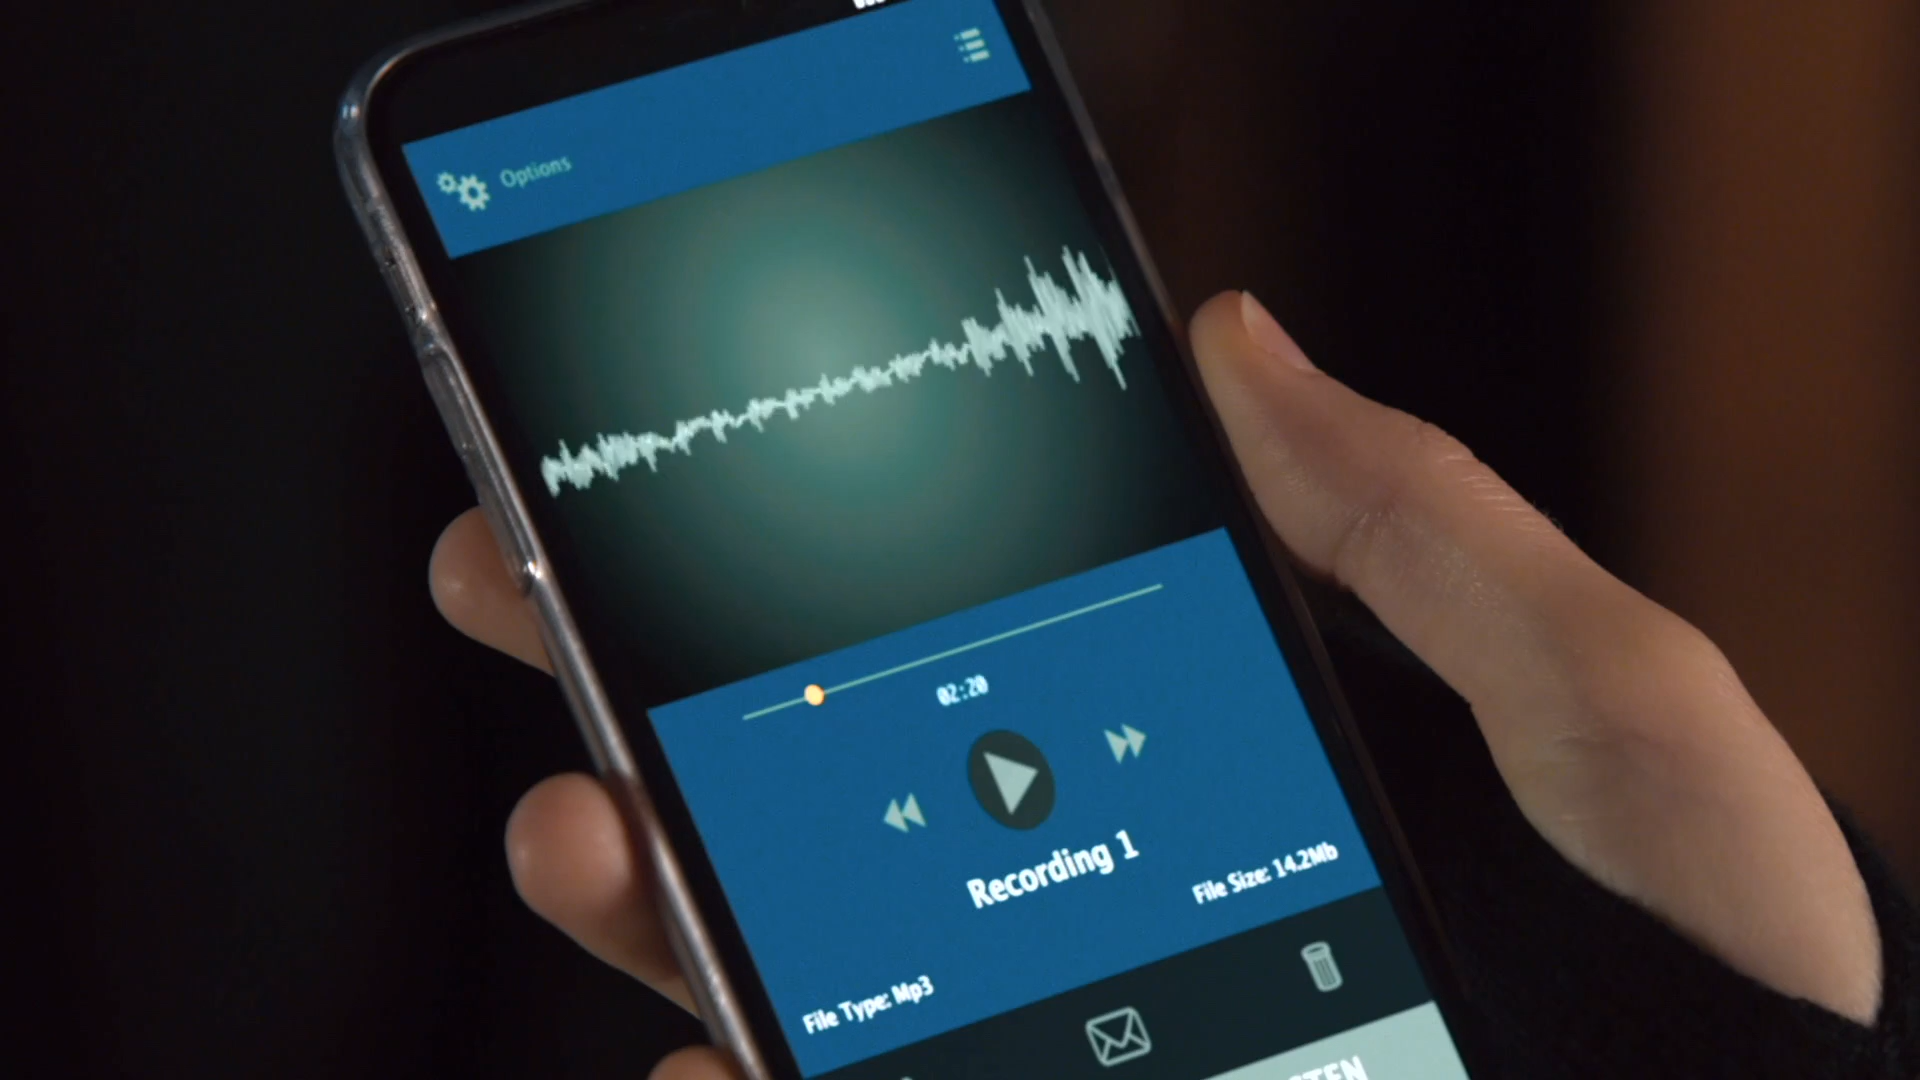 Options
02:20
Recording 1
File Size: 14.2Mb
File Type: Mp3